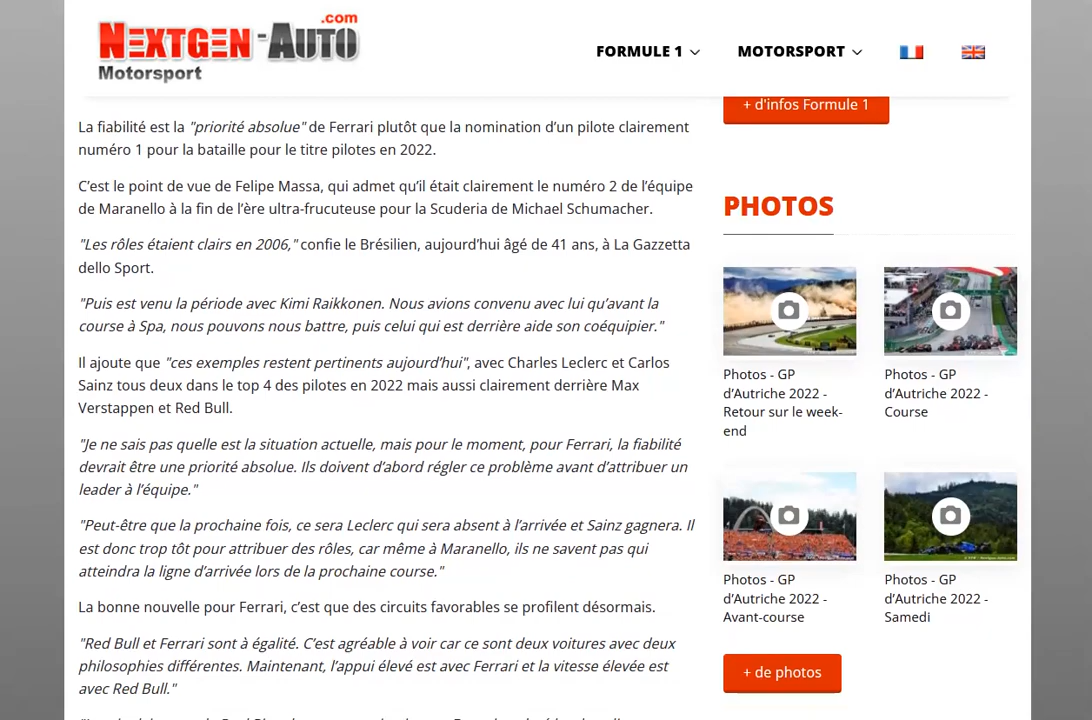 NEXTGEN-AUTO
.com
Motorsport
FORMULE 1
MOTORSPORT
La fiabilité est la "priorité absolue" de Ferrari plutôt que la nomination d’un pilote clairement
numéro 1 pour la bataille pour le titre pilotes en 2022.
C’est le point de vue de Felipe Massa, qui admet qu’il était clairement le numéro 2 de l’équipe
de Maranello à la fin de l’ère ultra-frucuteuse pour la Scuderia de Michael Schumacher.
"Les rôles étaient clairs en 2006," confie le Brésilien, aujourd’hui âgé de 41 ans, à La Gazzetta
dello Sport.
"Puis est venu la période avec Kimi Raikkonen. Nous avions convenu avec lui qu’avant la
course à Spa, nous pouvons nous battre, puis celui qui est derrière aide son coéquipier."
Il ajoute que "ces exemples restent pertinents aujourd’hui", avec Charles Leclerc et Carlos
Sainz tous deux dans le top 4 des pilotes en 2022 mais aussi clairement derrière Max
Verstappen et Red Bull.
"Je ne sais pas quelle est la situation actuelle, mais pour le moment, pour Ferrari, la fiabilité
devrait être une priorité absolue. Ils doivent d’abord régler ce problème avant d’attribuer un
leader à l’équipe."
"Peut-être que la prochaine fois, ce sera Leclerc qui sera absent à l’arrivée et Sainz gagnera. Il
est donc trop tôt pour attribuer des rôles, car même à Maranello, ils ne savent pas qui
atteindra la ligne d’arrivée lors de la prochaine course."
La bonne nouvelle pour Ferrari, c’est que des circuits favorables se profilent désormais.
"Red Bull et Ferrari sont à égalité. C’est agréable à voir car ce sont deux voitures avec deux
philosophies différentes. Maintenant, l’appui élevé est avec Ferrari et la vitesse élevée est
avec Red Bull."
+ d'infos Formule 1
PHOTOS
Photos - GP
d’Autriche 2022 -
Retour sur le week-
end
Photos - GP
d’Autriche 2022 -
Course
Photos - GP
d’Autriche 2022 -
Avant-course
Photos - GP
d’Autriche 2022 -
Samedi
+ de photos